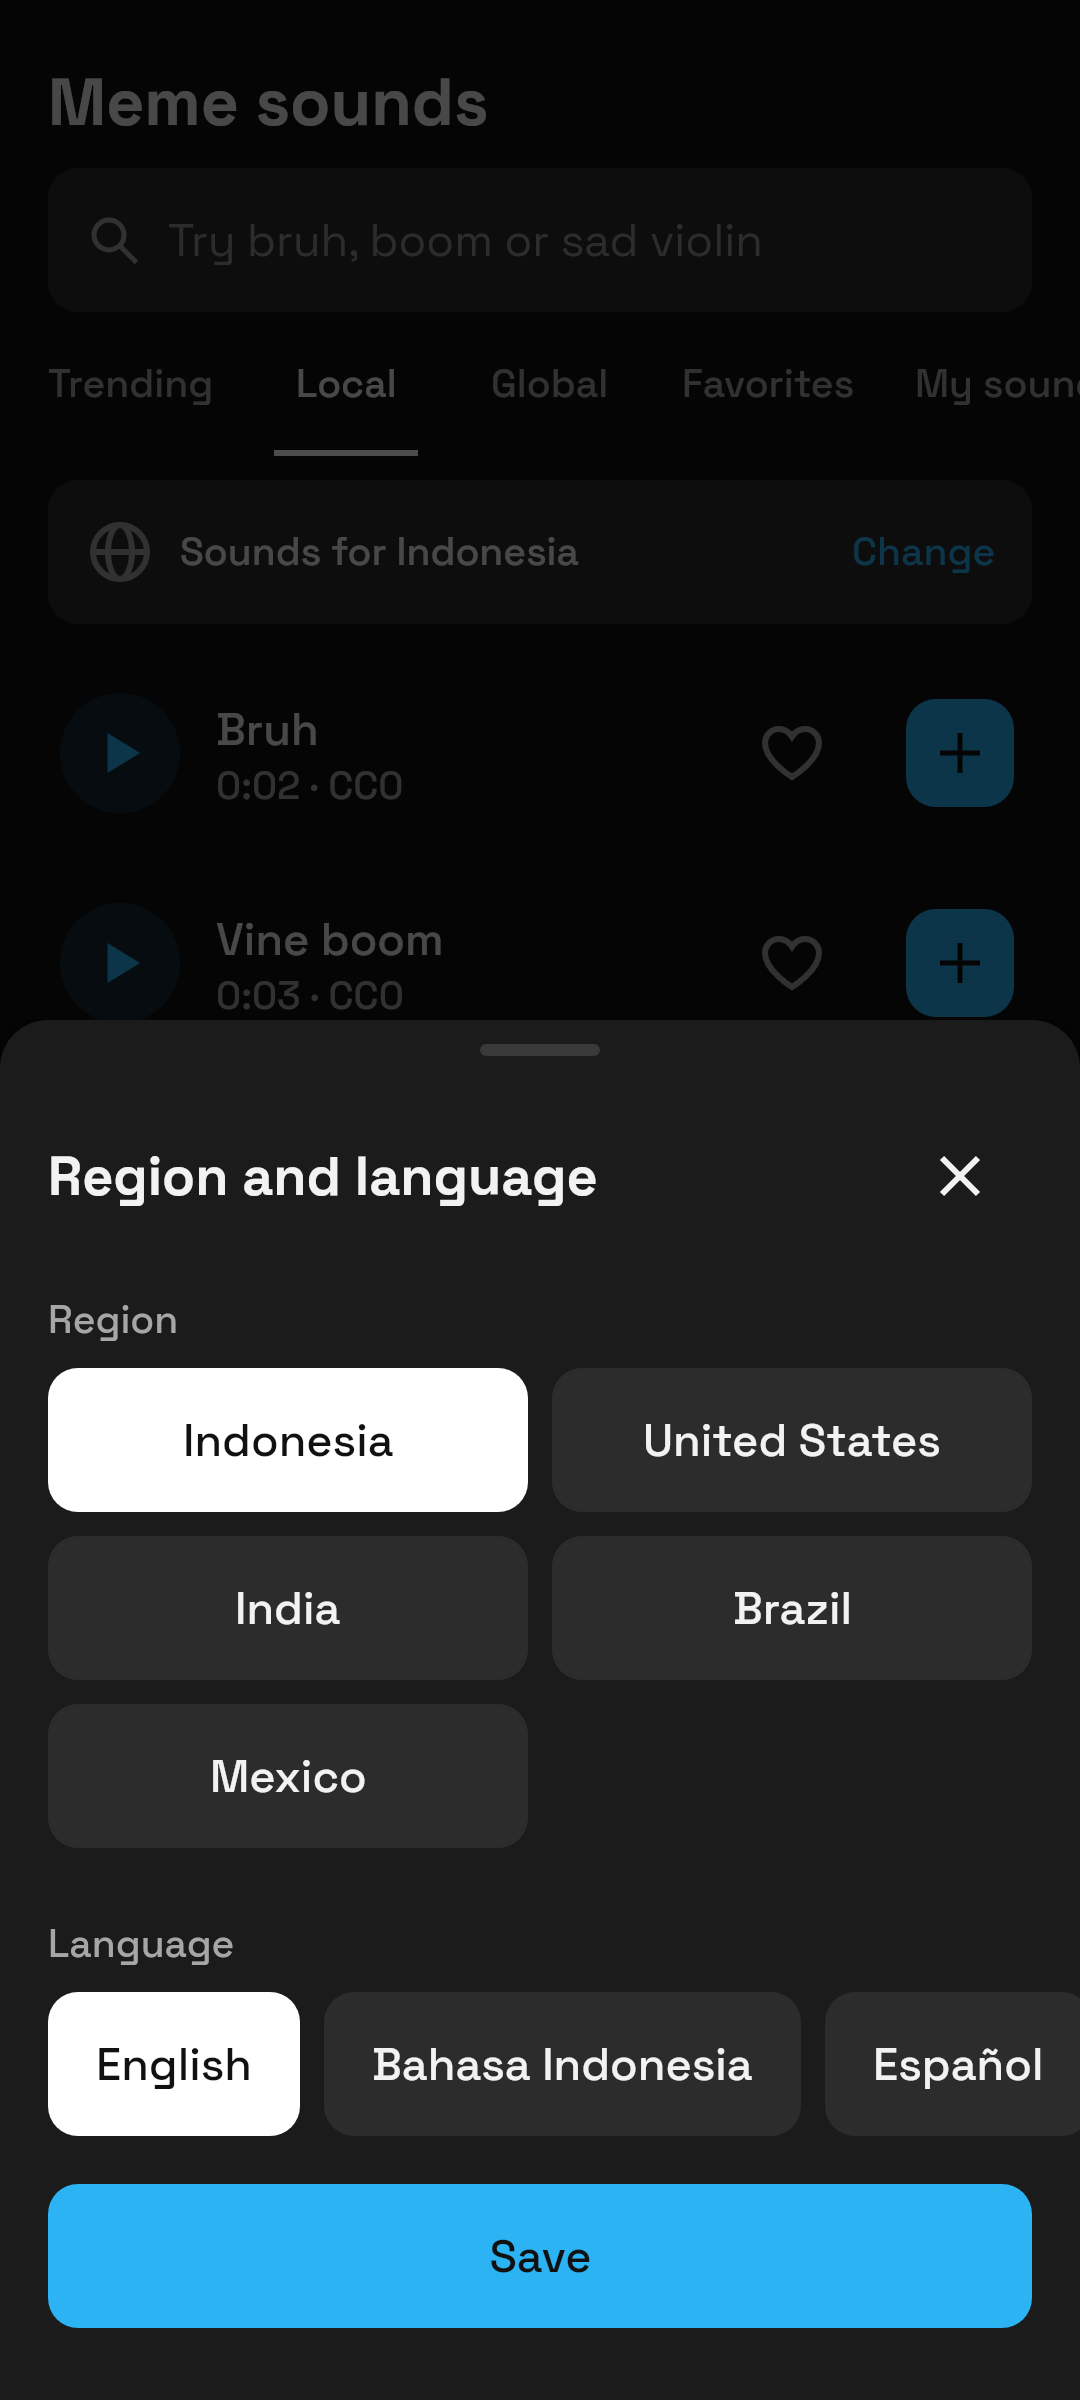 Meme sounds
Try bruh, boom or sad violin
Trending Local Global Favorites My soun
Sounds for Indonesia Change
Bruh
0:02 · CC0
Vine boom
0:03 · CC0
Region and language
Region
Indonesia United States
India Brazil
Mexico
Language
English Bahasa Indonesia Español
Save